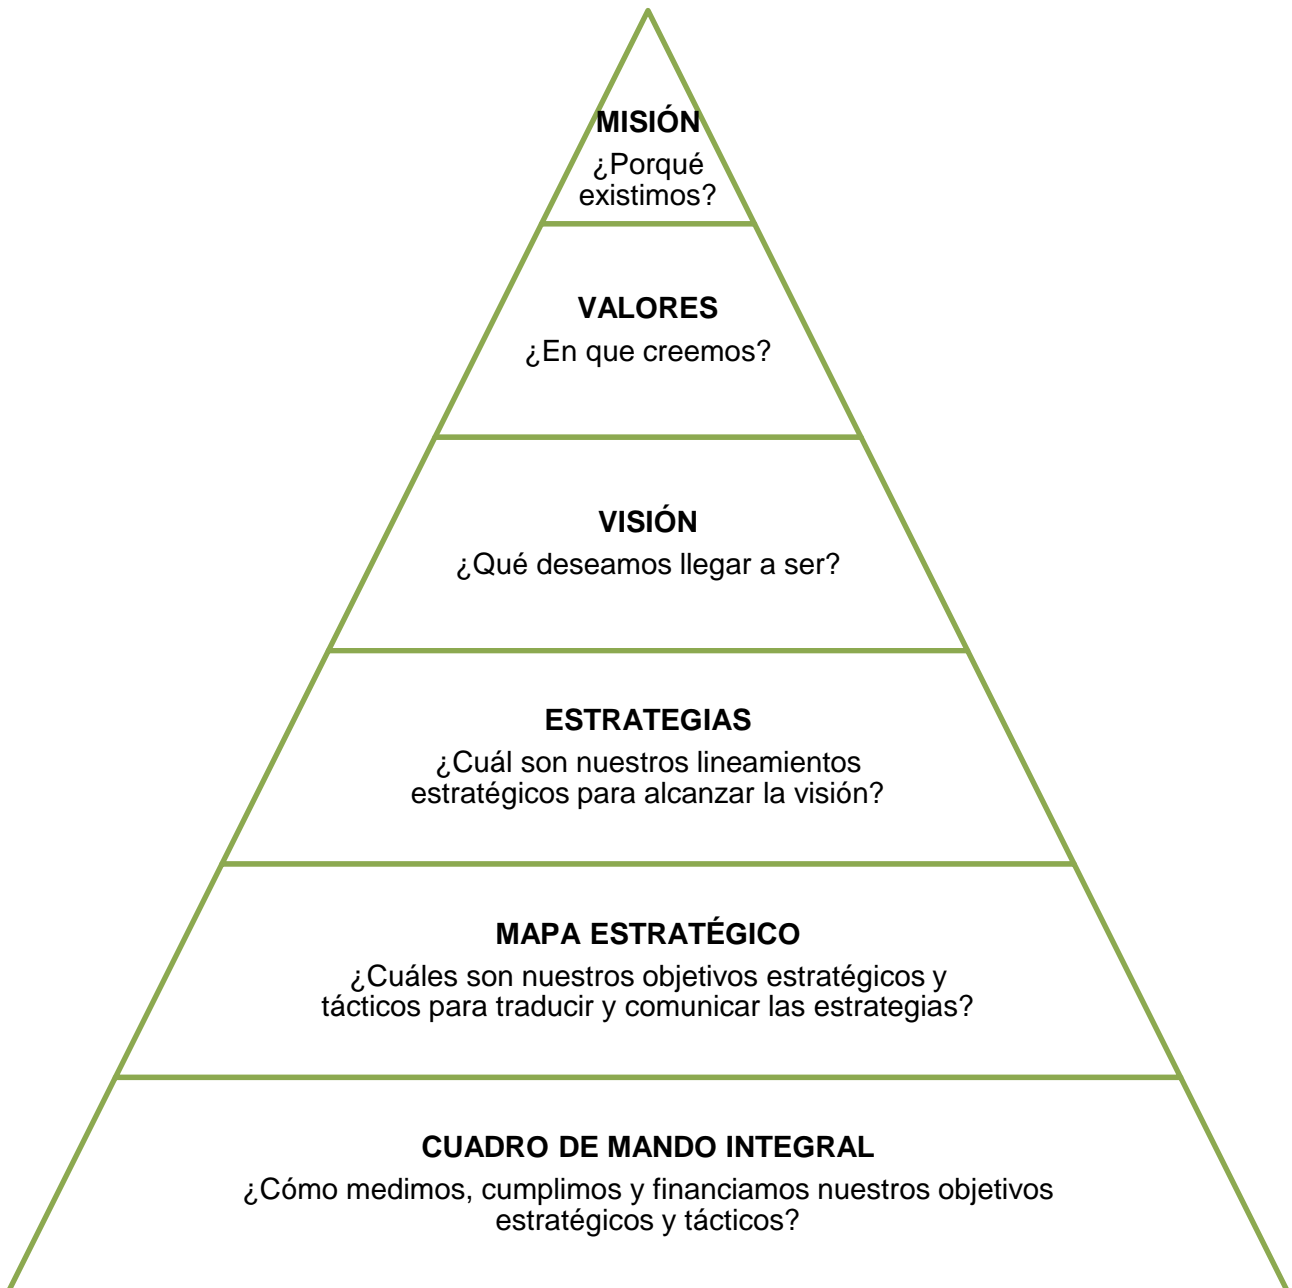 MISIÓN
¿Porqué
existimos?
VALORES
¿En que creemos?
VISIÓN
¿Qué deseamos llegar a ser?
ESTRATEGIAS
¿Cuál son nuestros lineamientos
estratégicos para alcanzar la visión?
MAPA ESTRATÉGICO
¿Cuáles son nuestros objetivos estratégicos y
tácticos para traducir y comunicar las estrategias?
CUADRO DE MANDO INTEGRAL
¿Cómo medimos, cumplimos y financiamos nuestros objetivos
estratégicos y tácticos?